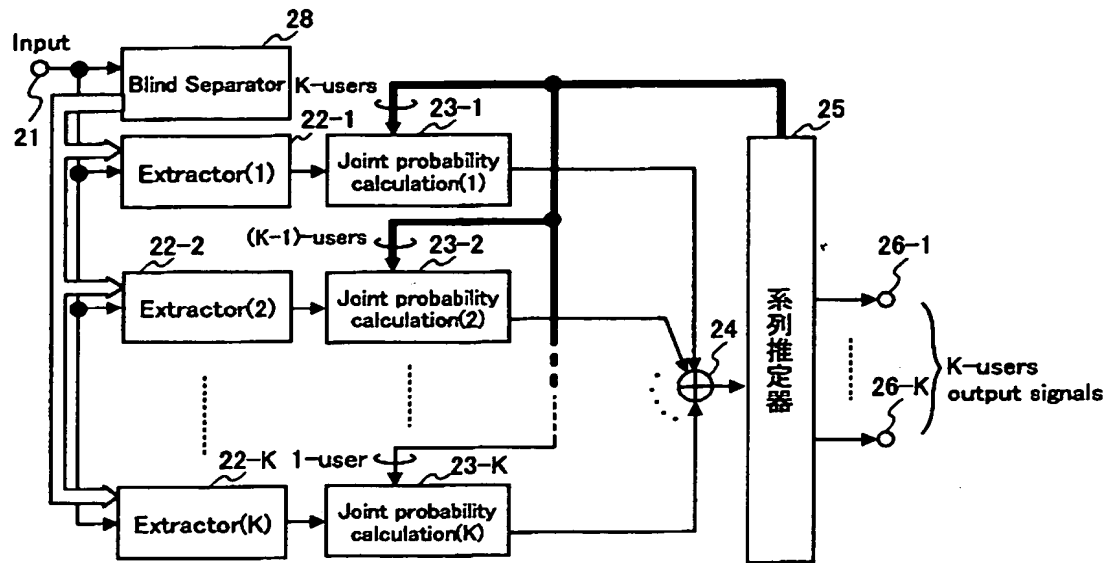 28
Input
Blind Separator
K-users
21
22-1
23-1
25
Extractor(1)
Joint probability
calculation(1)
(K-1)-users
22-2
23-2
Extractor(2)
Joint probability
calculation(2)
24
系列推定器
26-1
26-K
K-users
output signals
22-K
1-user
23-K
Extractor(K)
Joint probability
calculation(K)